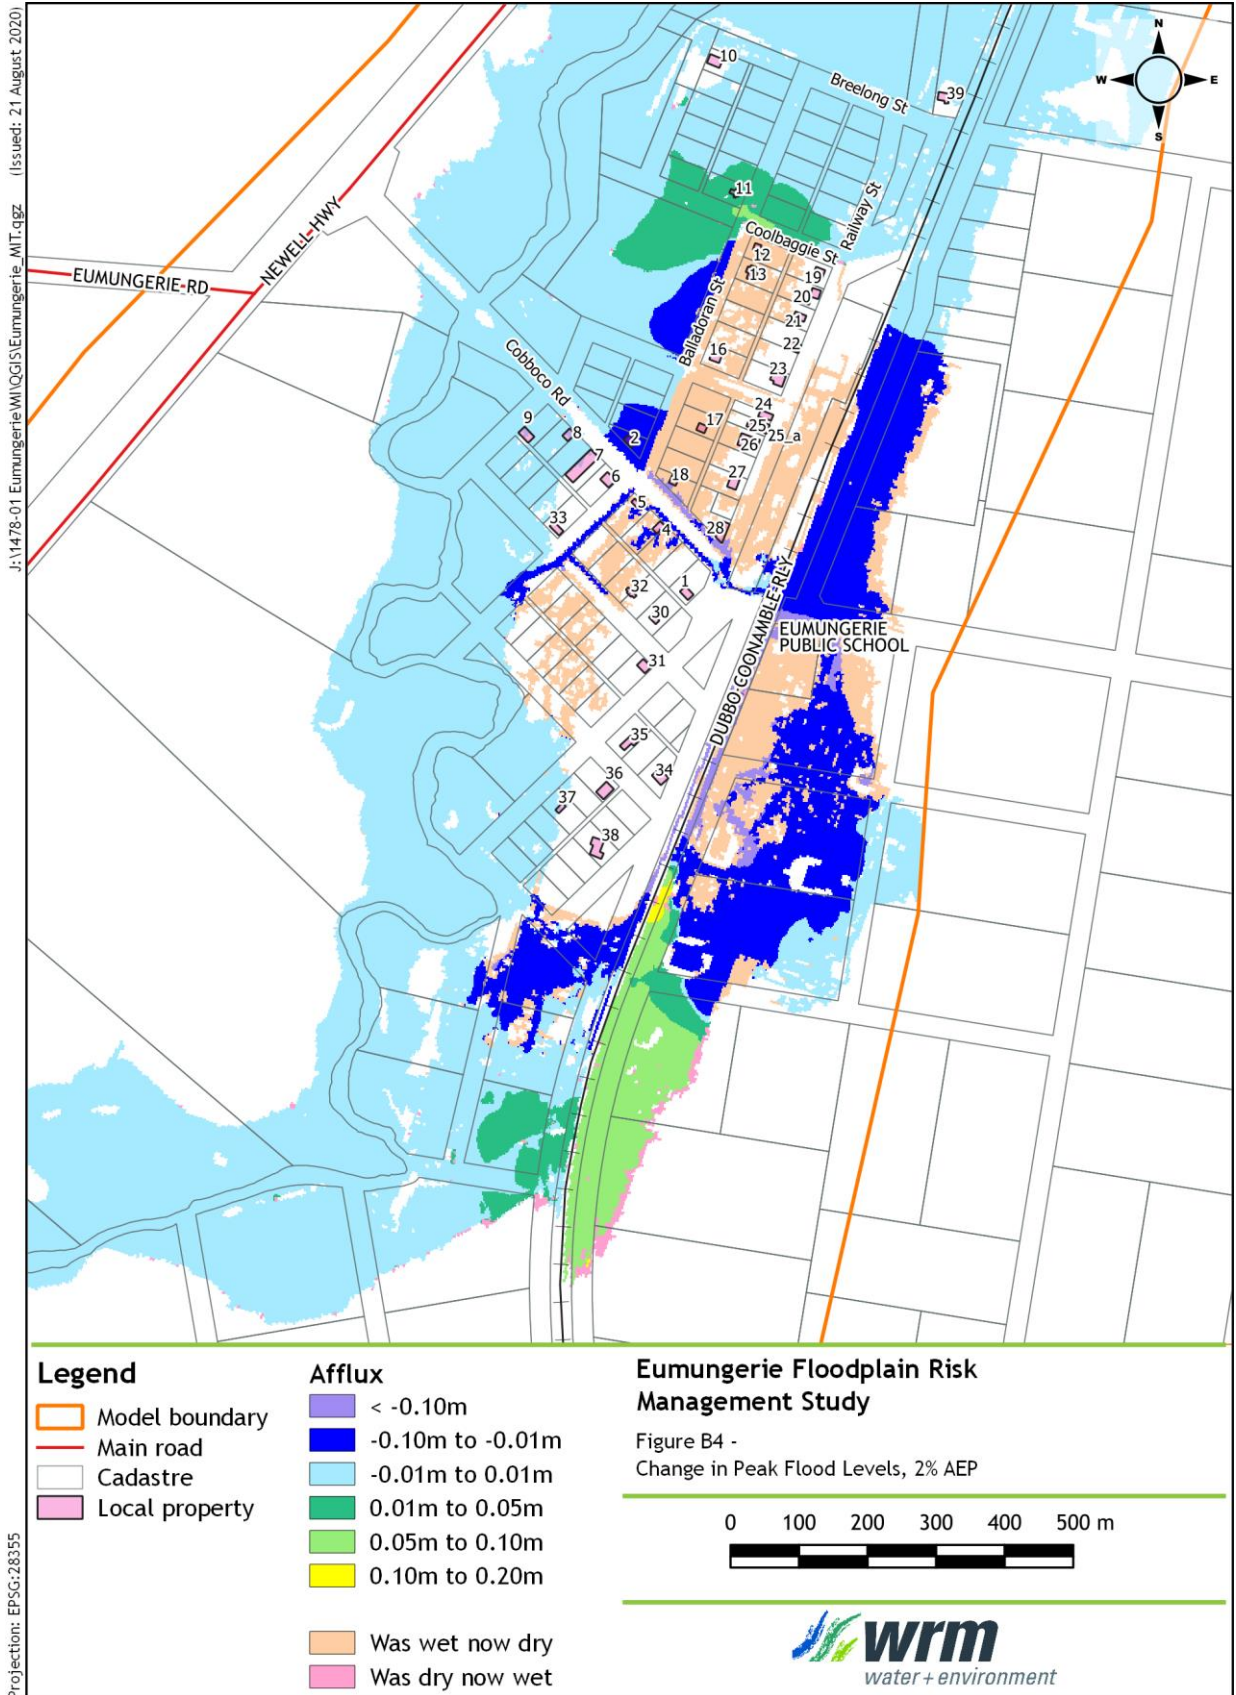 J:\1478-01 Eumungerie\MI\QGIS\Eumungerie_MIT.qgz (Issued: 21 August 2020)
Projection: EPSG:28355
N
W
E
S
10
Breelong St
39
11
Railway St
Coolbaggie St
12
13
19
20
21
22
Balladoran St
16
23
EUMUNGERIE RD
NEWELL HWY
Cobboco Rd
24
25
25_a
26
17
9
8
2
7
6
18
27
5
4
28
33
32
1
30
31
DUBBO-COONAMBLE RLY
EUMUNGERIE
PUBLIC SCHOOL
35
34
36
37
38
Legend
Model boundary
Main road
Cadastre
Local property
Afflux
< -0.10m
-0.10m to -0.01m
-0.01m to 0.01m
0.01m to 0.05m
0.05m to 0.10m
0.10m to 0.20m
Was wet now dry
Was dry now wet
Eumungerie Floodplain Risk
Management Study
Figure B4 -
Change in Peak Flood Levels, 2% AEP
0 100 200 300 400 500 m
wrm
water + environment